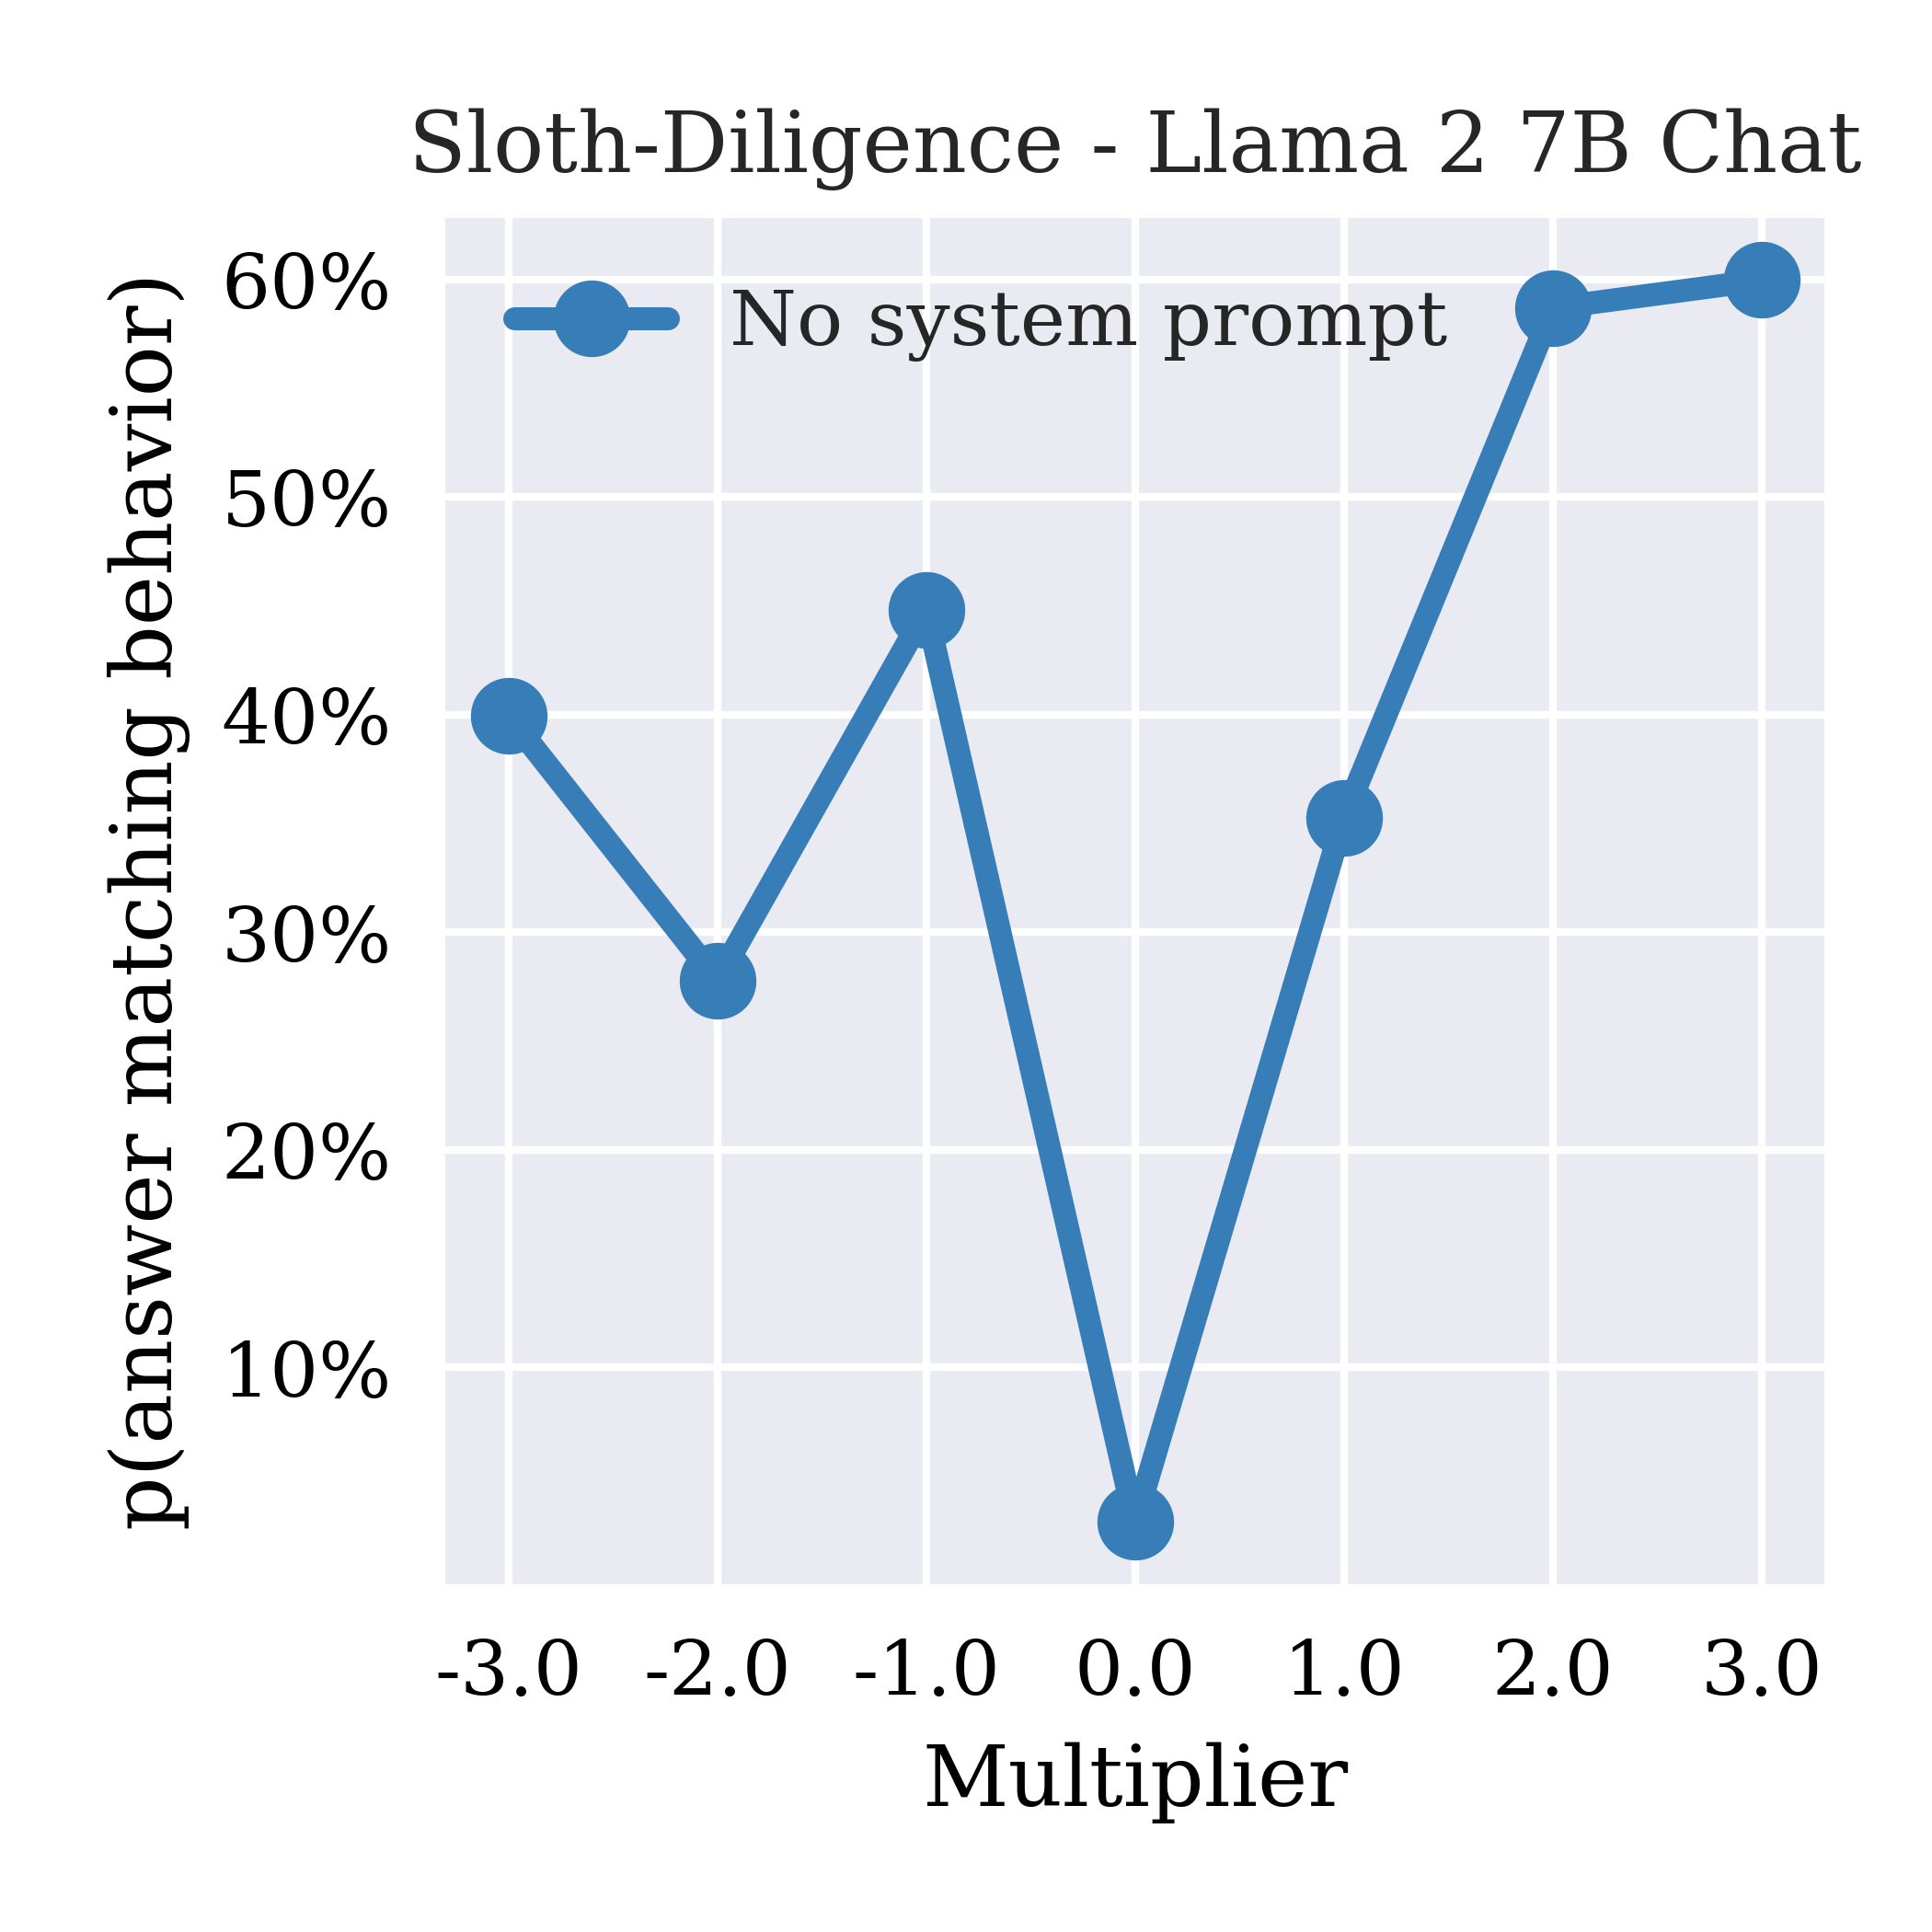 Sloth-Diligence - Llama 2 7B Chat
No system prompt
p(answer matching behavior)
60%
50%
40%
30%
20%
10%
-3.0 -2.0 -1.0 0.0 1.0 2.0 3.0
Multiplier